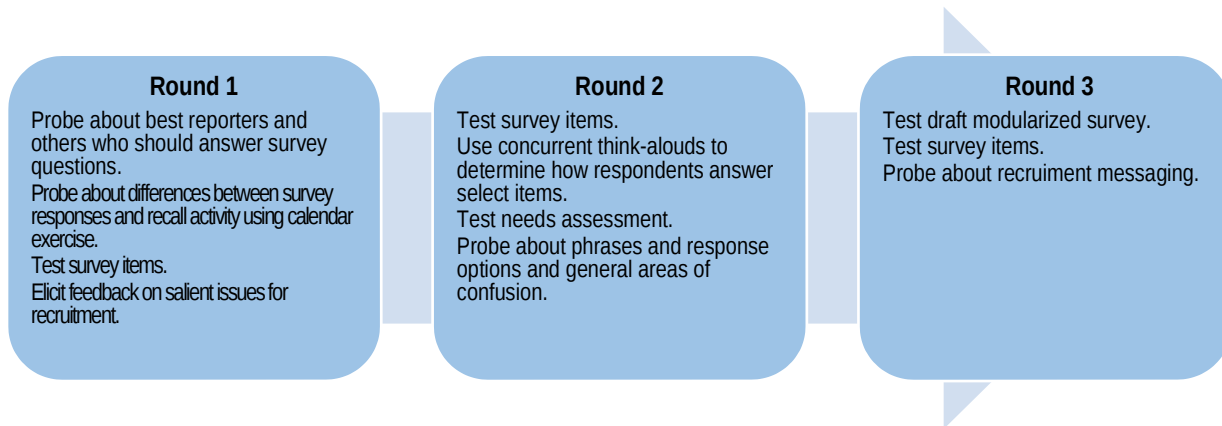 Round 1
Probe about best reporters and
others who should answer survey
questions.
Probe about differences between survey
responses and recall activity using calendar
exercise.
Test survey items.
Elicit feedback on salient issues for
recruitment.
Round 2
Test survey items.
Use concurrent think-alouds to
determine how respondents answer
select items.
Test needs assessment.
Probe about phrases and response
options and general areas of
confusion.
Round 3
Test draft modularized survey.
Test survey items.
Probe about recruiment messaging.